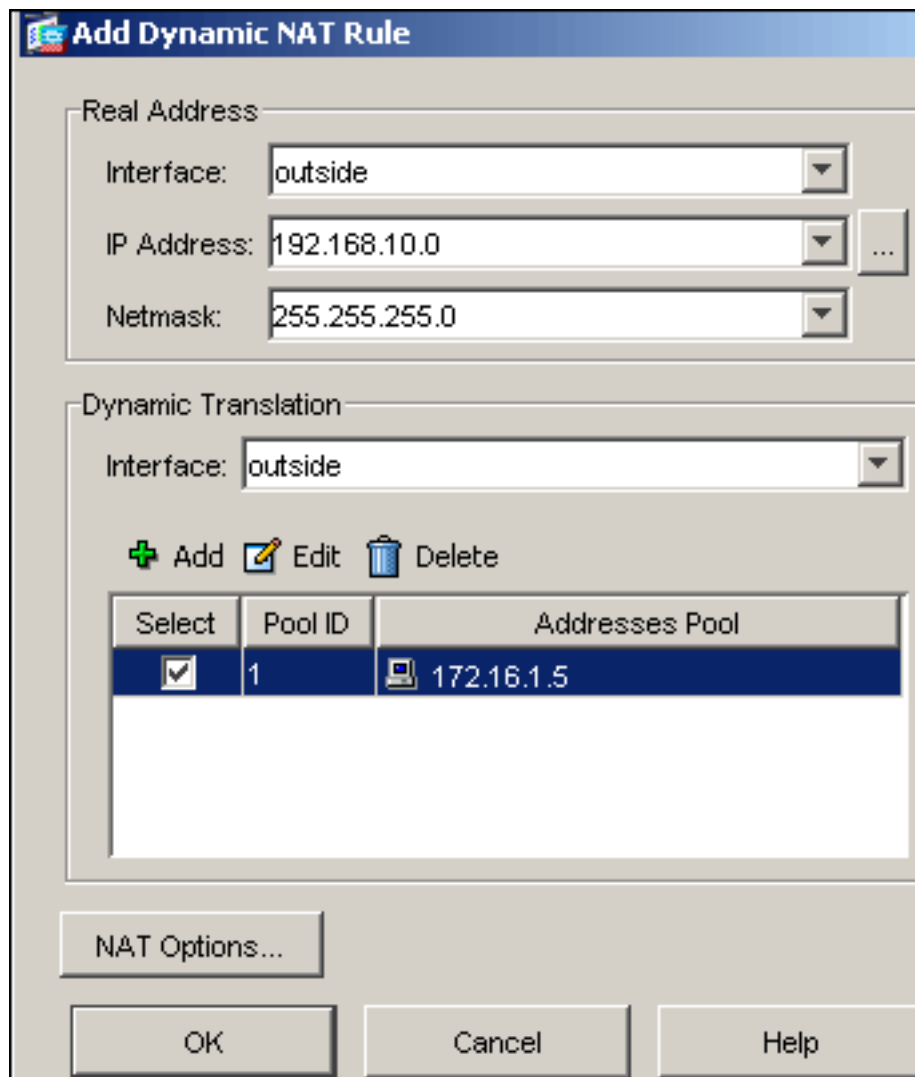 Add Dynamic NAT Rule
Real Address
Interface: outside
IP Address: 192.168.10.0 ...
Netmask: 255.255.255.0
Dynamic Translation
Interface: outside
Add Edit Delete
Select Pool ID Addresses Pool
1 172.16.1.5
NAT Options...
OK Cancel Help